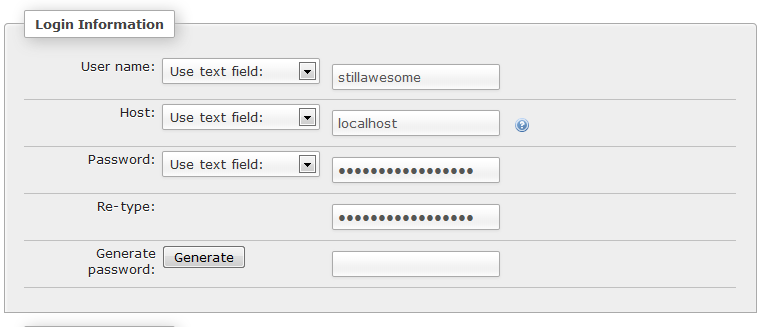 Login Information
User name: Use text field: stillawesome
Host: Use text field: localhost
Password: Use text field: •••••••••••••••••
Re-type: •••••••••••••••••
Generate
password: Generate